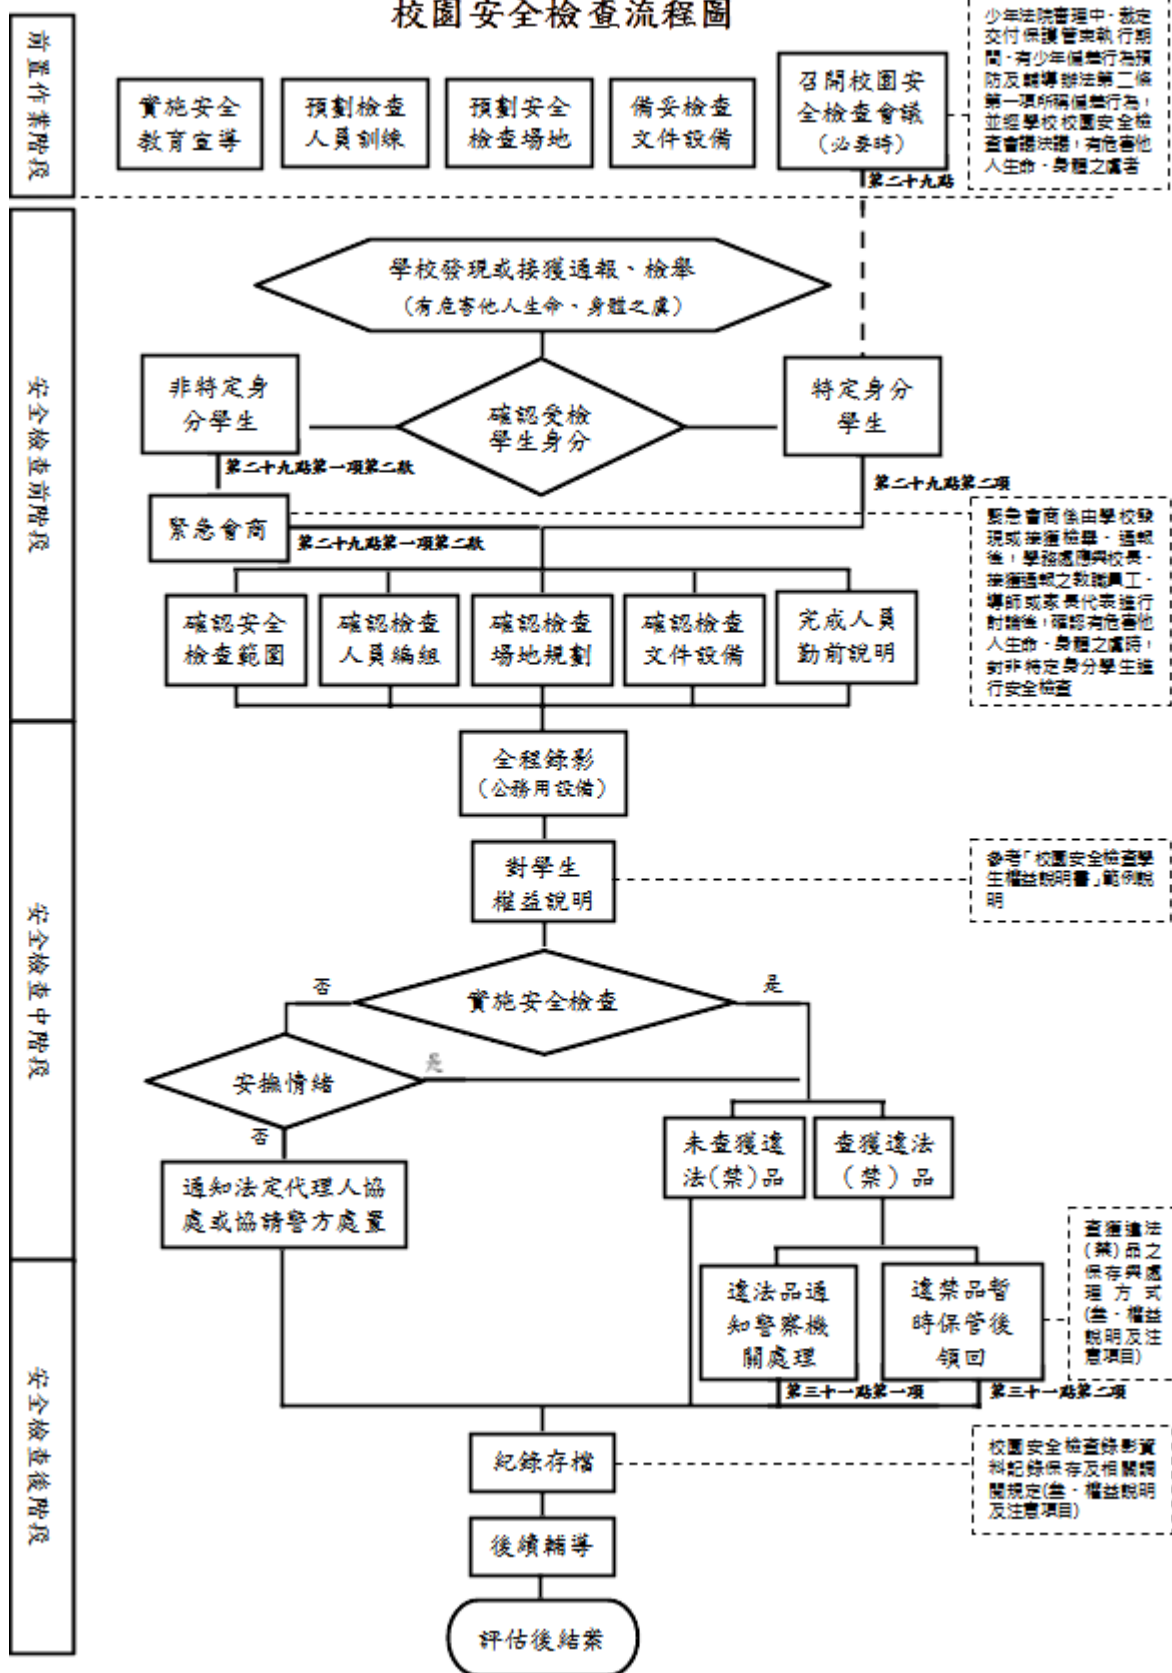 校園安全檢查流程圖
前置作業階段
實施安全
教育宣導
預劃檢查
人員訓練
預劃安全
檢查場地
備妥檢查
文件設備
召開校園安
全檢查會議
(必要時)
少年法院審理中、裁定
交付保護管束執行期
間、有少年偏差行為預
防及輔導辦法第二條
第一項所稱偏差行為，
並經學校校園安全檢
查會議決議，有危害他
人生命、身體之虞者
第二十九點
安全檢查前階段
學校發現或接獲通報、檢舉
(有危害他人生命、身體之虞)
非特定身
分學生
確認受檢
學生身分
特定身分
學生
第二十九點第一項第二款
第二十九點第二項
緊急會商
第二十九點第一項第二款
緊急會商係由學校發
現或接獲檢舉、通報
後，學務處應與校長、
接獲通報之教職員工、
導師或家長代表進行
討論後，確認有危害他
人生命、身體之虞時，
對非特定身分學生進
行安全檢查
確認安全
檢查範圍
確認檢查
人員編組
確認檢查
場地規劃
確認檢查
文件設備
完成人員
勤前說明
安全檢查中階段
全程錄影
(公務用設備)
對學生
權益說明
參考「校園安全檢查學
生權益說明書」範例說
明
實施安全檢查
否
是
安撫情緒
是
否
通知法定代理人協
處或協請警方處置
未查獲違
法(禁)品
查獲違法
(禁)品
安全檢查後階段
違法品通
知警察機
關處理
違禁品暫
時保管後
領回
查獲違法
(禁)品之
保存與處
理方式
(叁、權益
說明及注
意項目)
第三十一點第一項
第三十一點第二項
紀錄存檔
校園安全檢查錄影資
料記錄保存及相關調
閱規定(叁、權益說明
及注意項目)
後續輔導
評估後結案